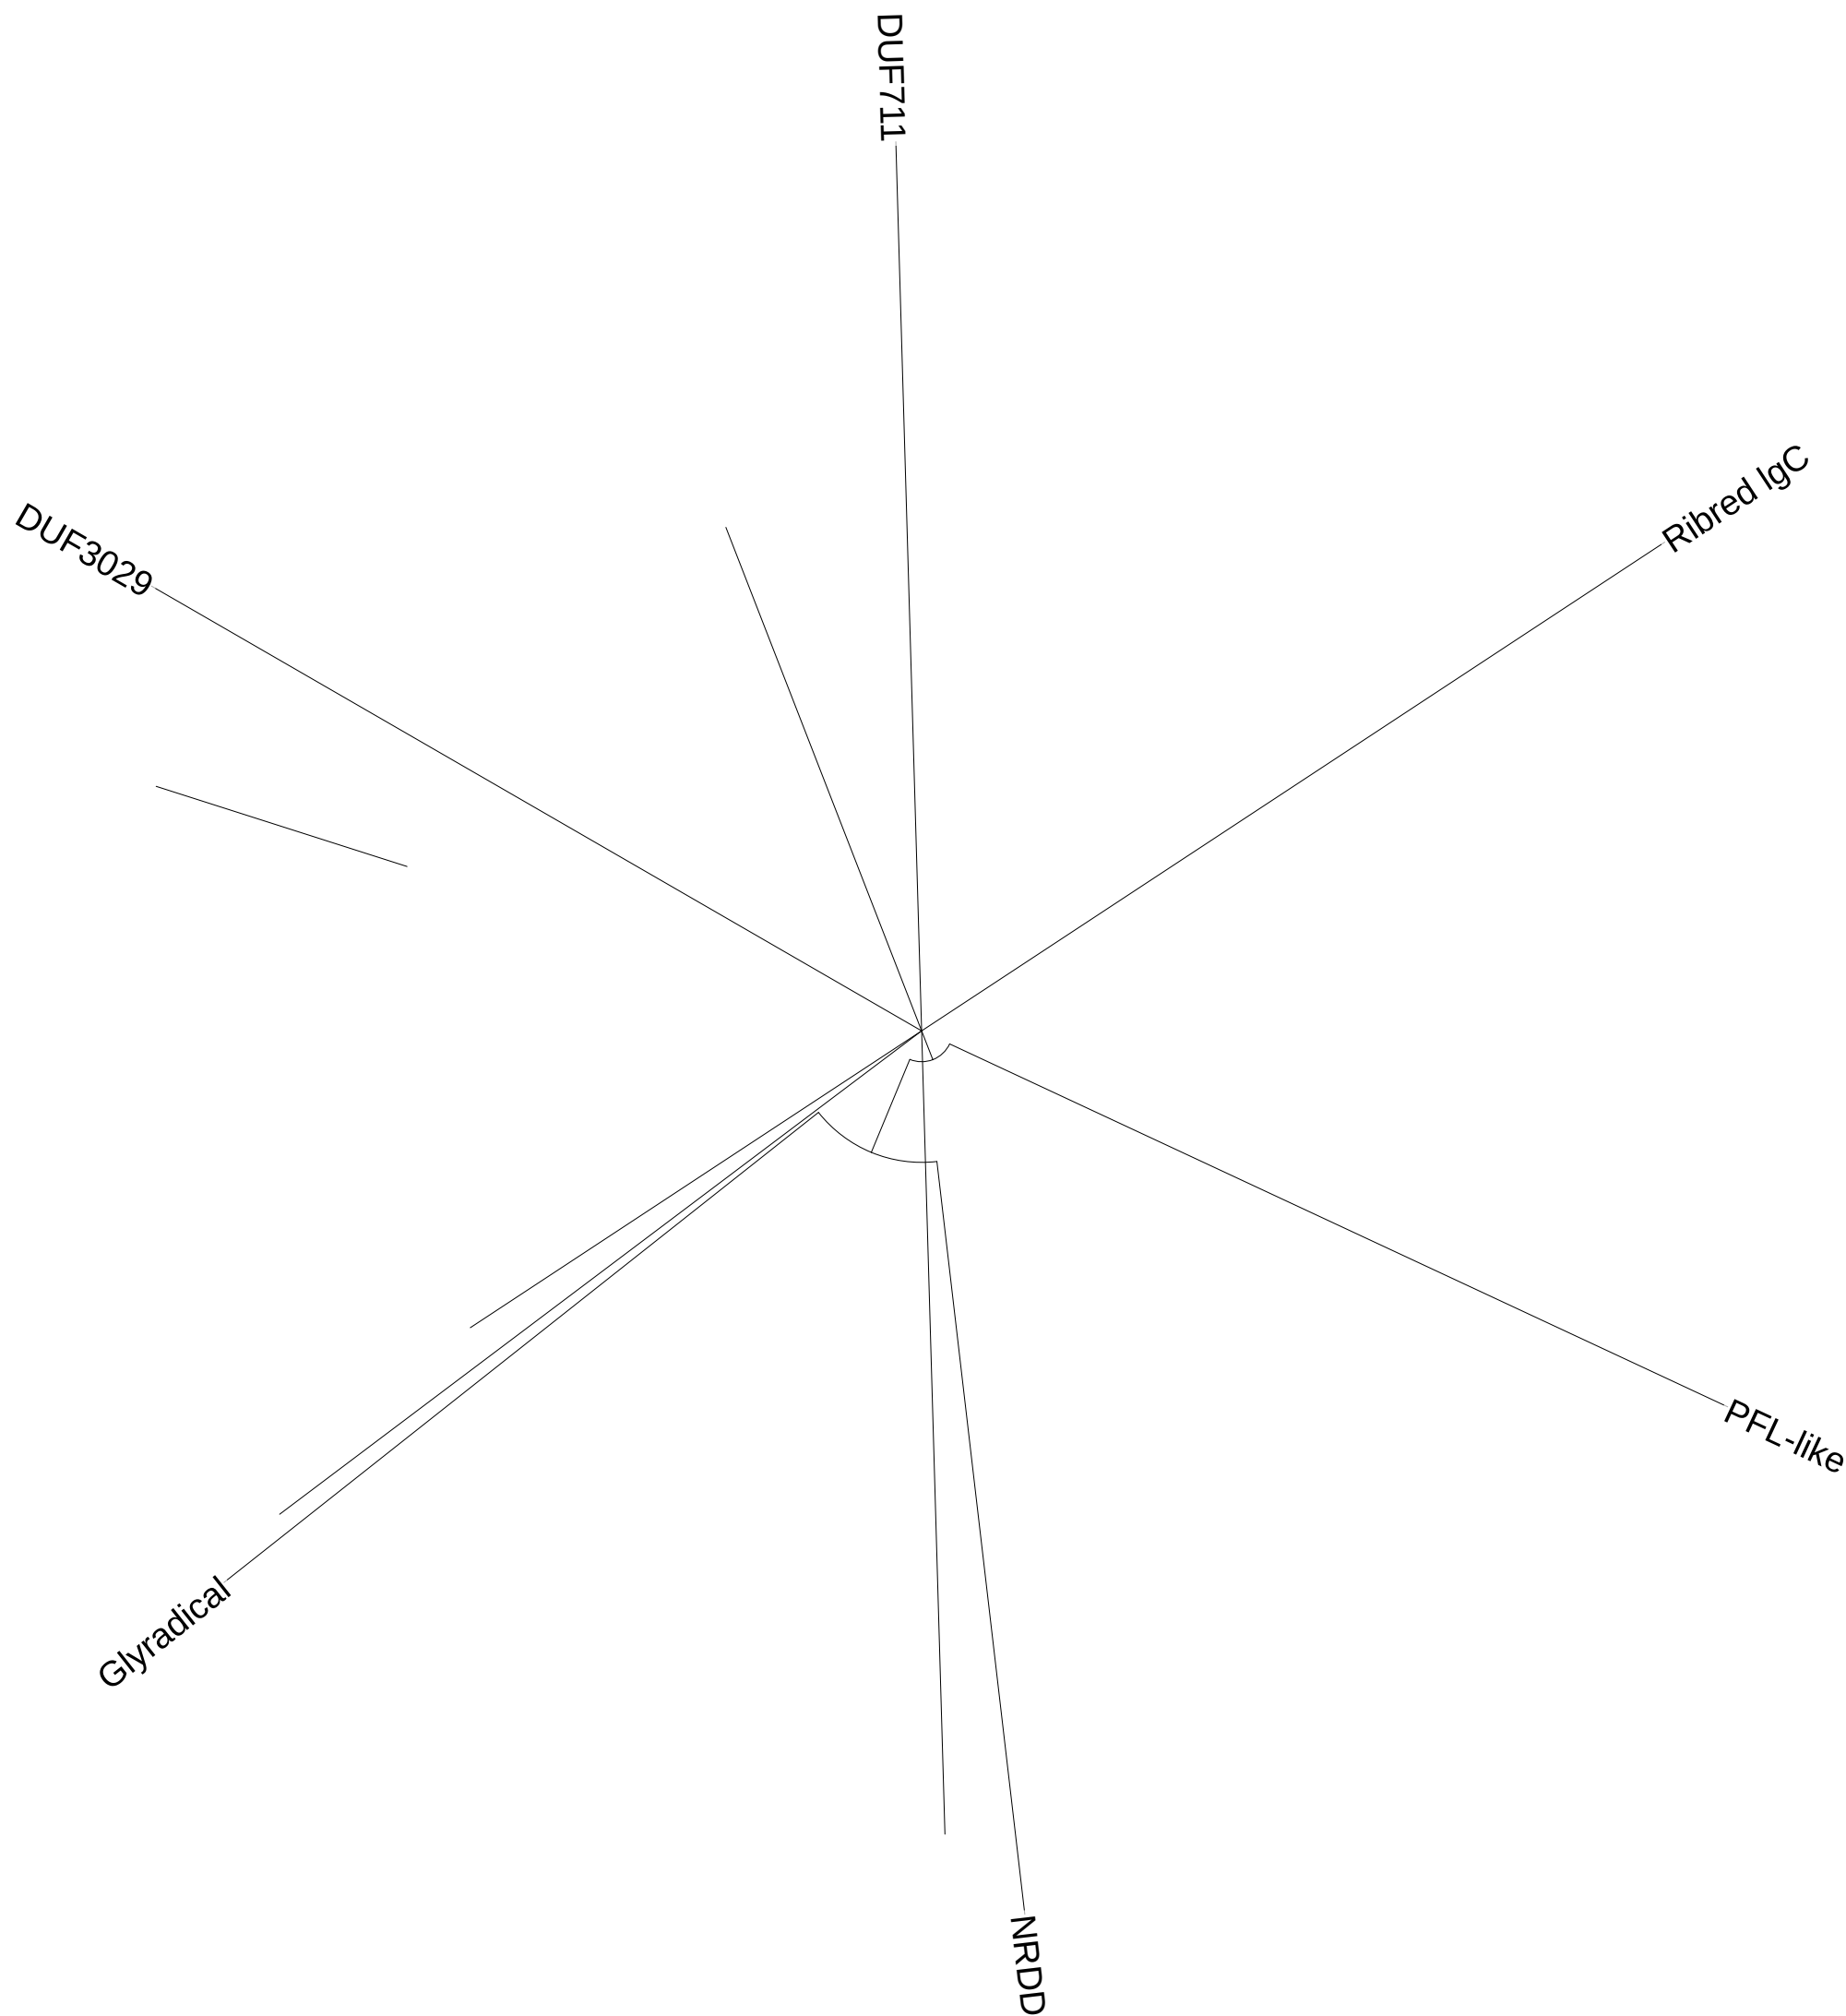 DUF711
Ribred IgC
DUF3029
PFL-like
Glyradical
NRDD